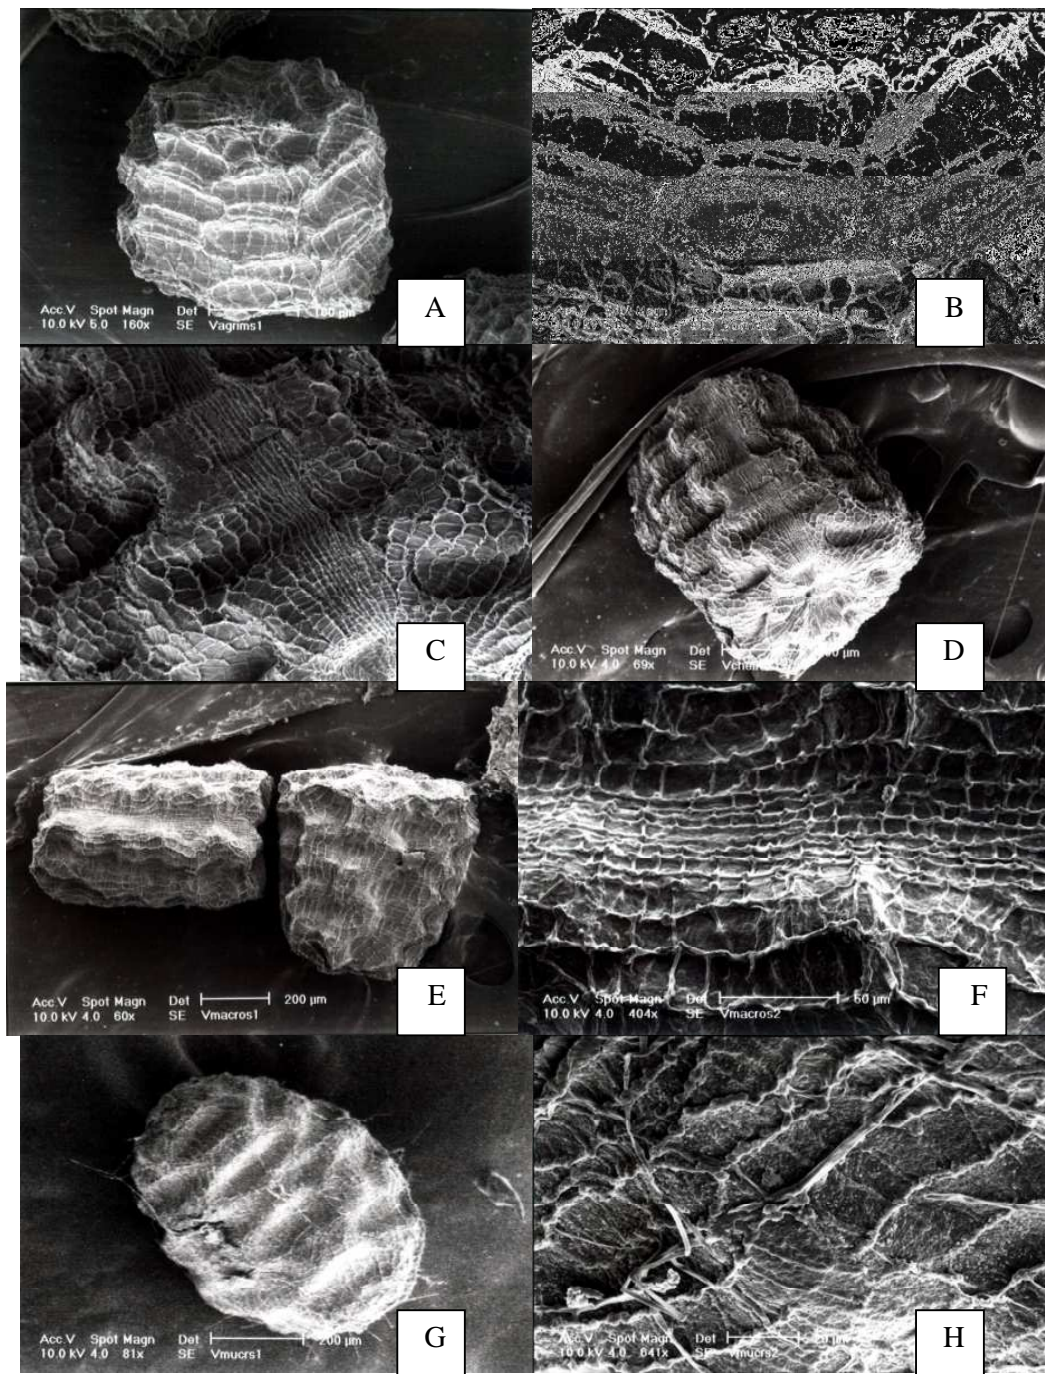 Acc.V Spot Magn Det
10.0 kV 5.0 160x SE Vagrims1
A
B
C
Acc.V Spot Magn Det
10.0 kV 4.0 69x SE
D
Acc.V Spot Magn Det 200 µm
10.0 kV 4.0 60x SE Vmacros1
E
Acc.V Spot Magn Det 50 µm
10.0 kV 4.0 404x SE Vmacros2
F
Acc.V Spot Magn Det 200 µm
10.0 kV 4.0 81x SE Vmucrs1
G
Acc.V Spot Magn Det
10.0 kV 4.0 641x SE Vmucrs2
H